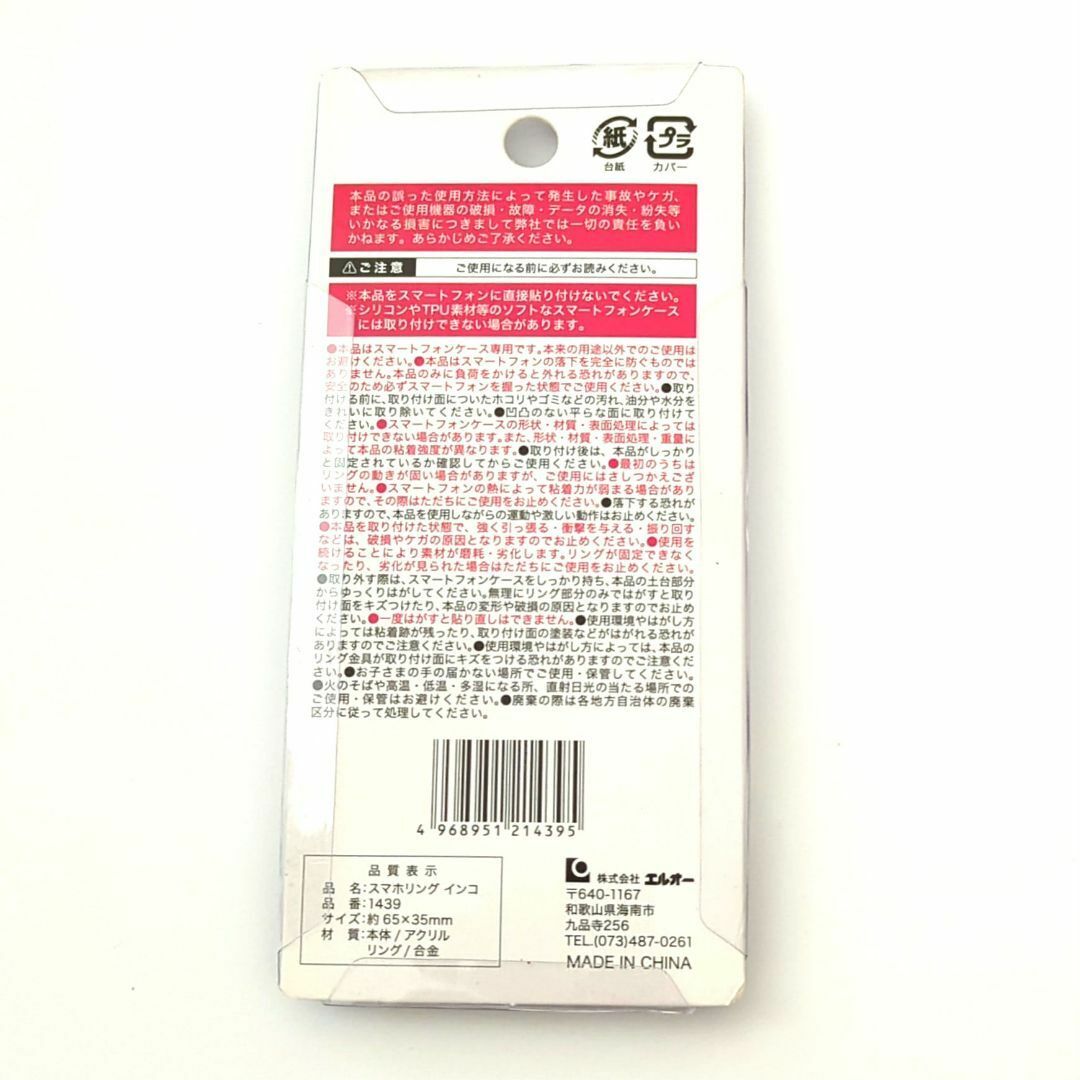 紙
プラ
台紙
カバー
本品の誤った使用方法によって発生した事故やケガ、
またはご使用機器の破損・故障・データの消失・紛失等
いかなる損害につきまして弊社では一切の責任を負い
かねます。あらかじめご了承ください。
ご注意
ご使用になる前に必ずお読みください。
※本品をスマートフォンに直接貼り付けないでください。
※シリコンやTPU素材等のソフトなスマートフォンケース
には取り付けできない場合があります。
●本品はスマートフォンケース専用です。本来の用途以外でのご使用は
お避けください。●本品はスマートフォンの落下を完全に防ぐものでは
ありません。本品のみに負荷をかけると外れる恐れがありますので、
安全のため必ずスマートフォンを握った状態でご使用ください。●取り
付ける前に、取り付け面についたホコリやゴミなどの汚れ、油分や水分を
きれいに取り除いてください。●凹凸のない平らな面に取り付けて
ください。●スマートフォンケースの形状・材質・表面処理によっては
取り付けできない場合があります。また、形状・材質・表面処理・重量に
よって本品の粘着強度が異なります。●取り付け後は、本品がしっかり
と固定されているか確認してからご使用ください。●最初のうちは
リングの動きが固い場合がありますが、ご使用にはさしつかえござ
いません。●スマートフォンの熱によって粘着力が弱まる場合があり
ますので、その際はただちにご使用をお止めください。●落下する恐れが
ありますので、本品を使用しながらの運動や激しい動作はお止めください。
●本品を取り付けた状態で、強く引っ張る・衝撃を与える・振り回す
などは、破損やケガの原因となりますのでお止めください。●使用を
続けることにより素材が磨耗・劣化します。リングが固定できなく
なったり、劣化が見られた場合はただちにご使用をお止めください。
●取り外す際は、スマートフォンケースをしっかり持ち、本品の土台部分
からゆっくりはがしてください。無理にリング部分のみではがすと取り
付け面をキズつけたり、本品の変形や破損の原因となりますのでお止め
ください。●一度はがすと貼り直しはできません。●使用環境やはがし方
によっては粘着跡が残ったり、取り付け面の塗装などがはがれる恐れが
ありますのでご注意ください。●使用環境やはがし方によっては、本品の
リング金具が取り付け面にキズをつける恐れがありますのでご注意くだ
さい。●お子さまの手の届かない場所でご使用・保管してください。
●火のそばや高温・低温・多湿になる所、直射日光の当たる場所での
ご使用・保管はお避けください。●廃棄の際は各地方自治体の廃棄
区分に従って処理してください。
4 968951 214395
品質表示
品 名：スマホリング インコ
品 番：1439
サイズ：約 65×35mm
材 質：本体/アクリル
リング/合金
株式会社 エルオー
〒640-1167
和歌山県海南市
九品寺256
TEL.(073)487-0261
MADE IN CHINA